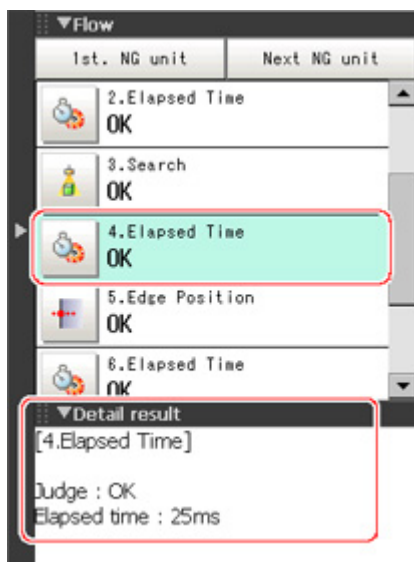 ▼Flow
1st. NG unit Next NG unit
2.Elapsed Time
OK
3.Search
OK
4.Elapsed Time
OK
5.Edge Position
OK
6.Elapsed Time
OK
▼Detail result
[4.Elapsed Time]
Judge : OK
Elapsed time : 25ms